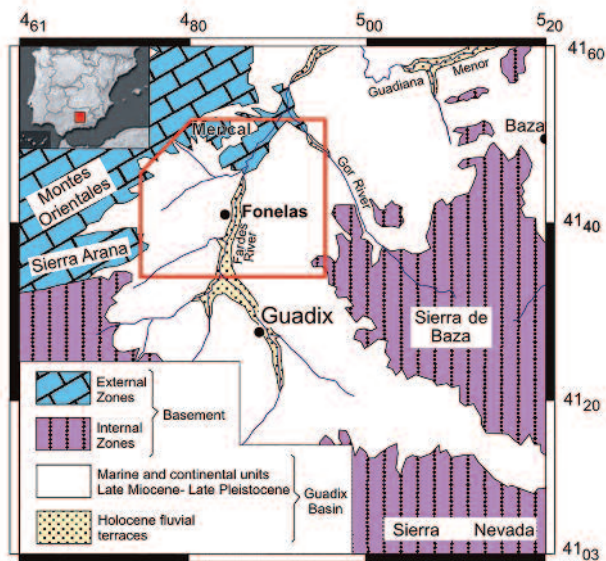 461
480
500
520
4160
Guadiana Menor
Baza
Mencal
Gor River
Montes
Orientales
Fonelas
4140
Fardes
River
Sierra Arana
Guadix
Sierra de
Baza
External
Zones
Basement
Internal
Zones
4120
Marine and continental units
Late Miocene- Late Pleistocene
Guadix
Basin
Holocene fluvial
terraces
Sierra Nevada
4103